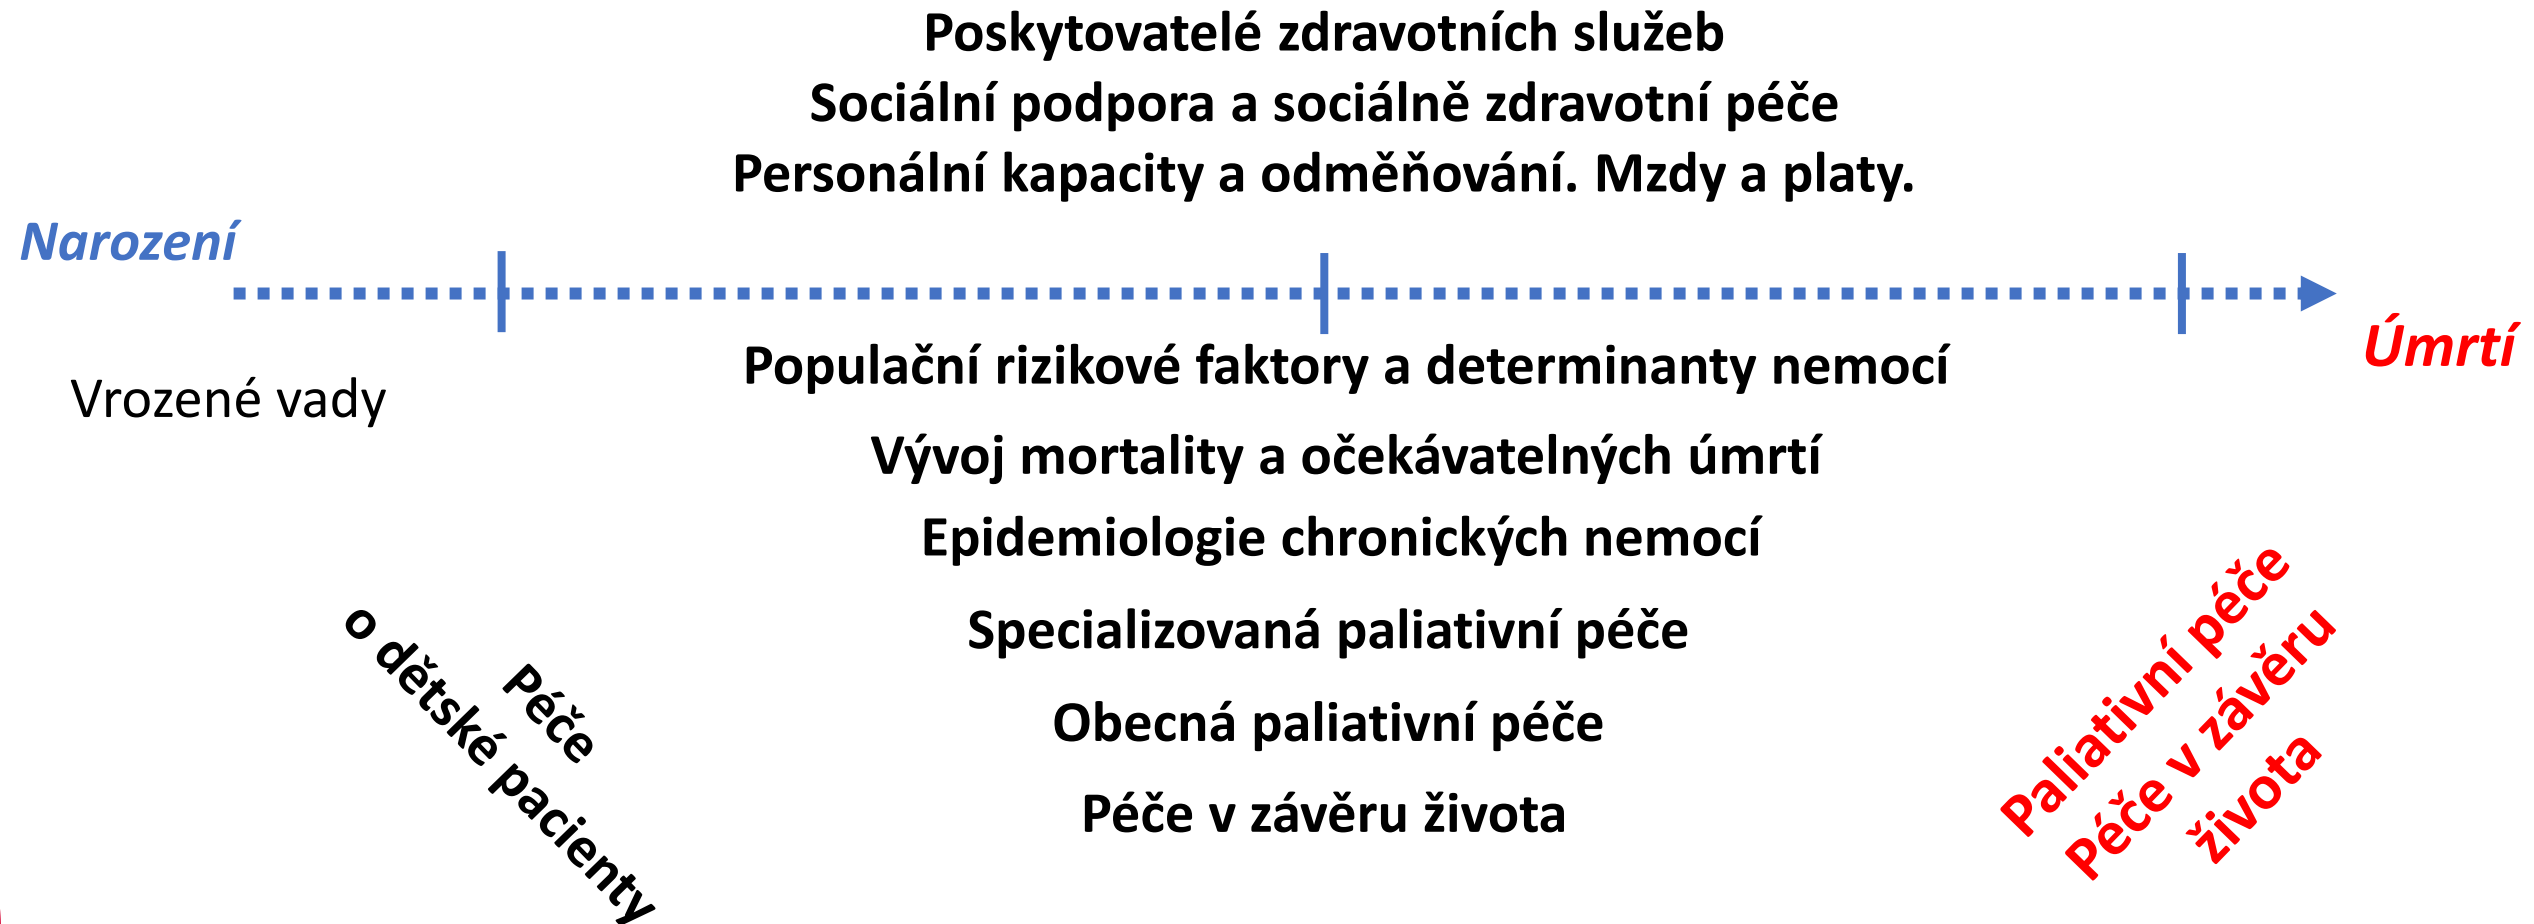 Poskytovatelé zdravotních služeb
Sociální podpora a sociálně zdravotní péče
Personální kapacity a odměňování. Mzdy a platy.
Narození
Úmrtí
Populační rizikové faktory a determinanty nemocí
Vrozené vady
Vývoj mortality a očekávatelných úmrtí
Epidemiologie chronických nemocí
Specializovaná paliativní péče
Obecná paliativní péče
Péče v závěru života
Péče
o dětské pacienty
Paliativní péče
Péče v závěru
života